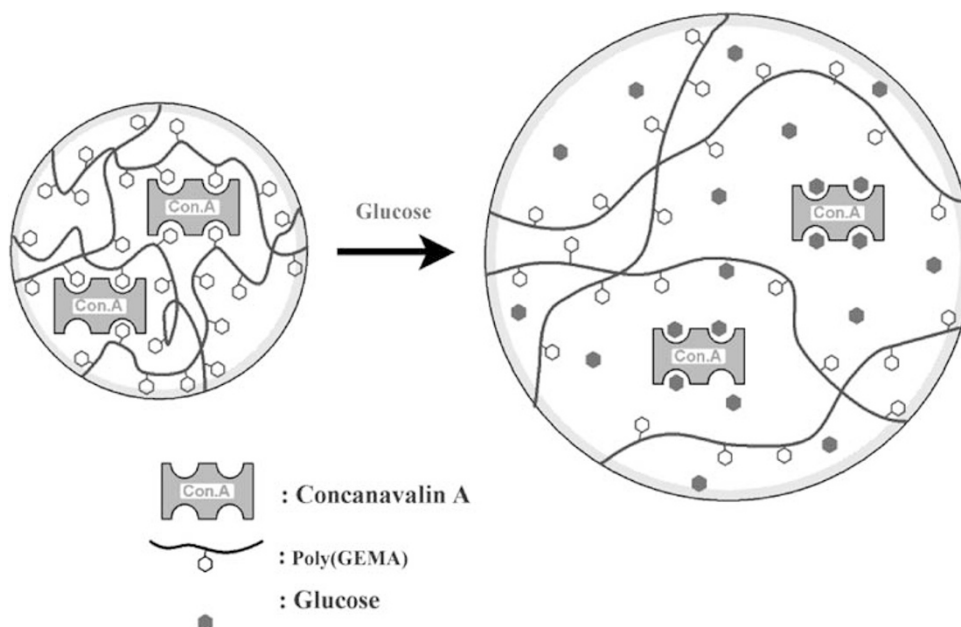 Con.A
Glucose
Con.A
Con.A
Con.A
Con.A : Concanavalin A
: Poly(GEMA)
: Glucose